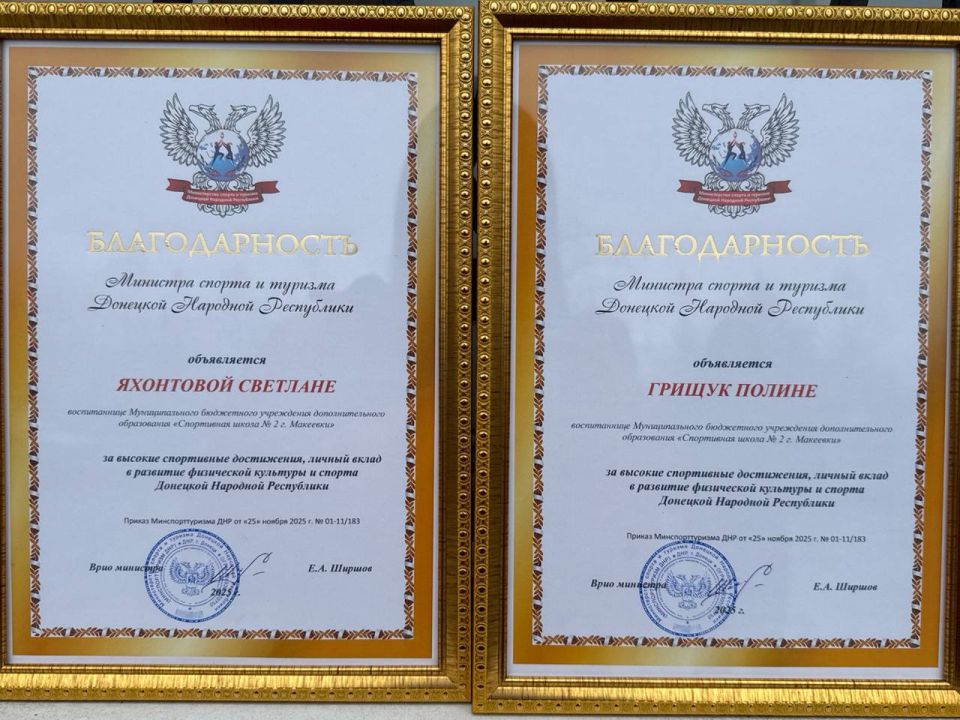 Министерство спорта и туризма
Донецкой Народной Республики
БЛАГОДАРНОСТЬ
Министра спорта и туризма
Донецкой Народной Республики
объявляется
ЯХОНТОВОЙ СВЕТЛАНЕ
воспитаннице Муниципального бюджетного учреждения дополнительного
образования «Спортивная школа № 2 г. Макеевки»
за высокие спортивные достижения, личный вклад
в развитие физической культуры и спорта
Донецкой Народной Республики
Приказ Минспорттуризма ДНР от «25» ноября 2025 г. № 01-11/183
Врио министра
Е.А. Ширшов
2025 г.
Министерство спорта и туризма
Донецкой Народной Республики
БЛАГОДАРНОСТЬ
Министра спорта и туризма
Донецкой Народной Республики
объявляется
ГРИЩУК ПОЛИНЕ
воспитаннице Муниципального бюджетного учреждения дополнительного
образования «Спортивная школа № 2 г. Макеевки»
за высокие спортивные достижения, личный вклад
в развитие физической культуры и спорта
Донецкой Народной Республики
Приказ Минспорттуризма ДНР от «25» ноября 2025 г. № 01-11/183
Врио министра
Е.А. Ширшов
2025 г.